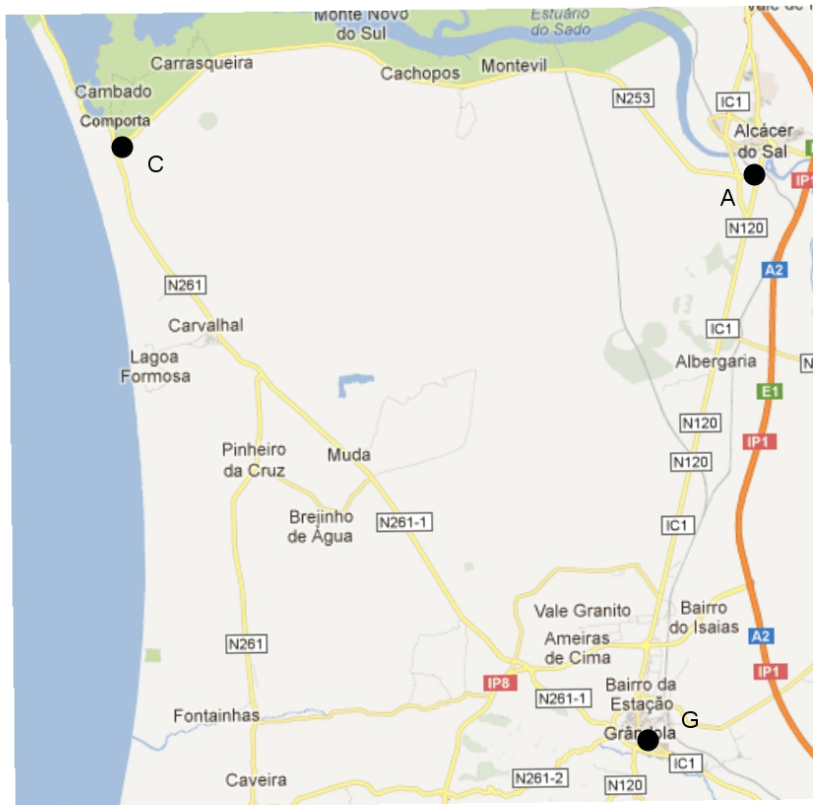 Monte Novo
do Sul
Estuário
do Sado
Vale de
Carrasqueira
Cachopos
Montevil
Cambado
N253
IC1
Comporta
Alcácer
do Sal
C
A
IP1
N120
A2
N261
Carvalhal
IC1
Lagoa
Formosa
Albergaria
N
E1
N120
Pinheiro
da Cruz
Muda
IP1
N120
Brejinho
de Água
N261-1
IC1
Vale Granito
Bairro
do Isaias
Ameiras
de Cima
A2
N261
IP8
IP1
Bairro da
Estação
N261-1
Fontainhas
G
Grândola
IC1
Caveira
N261-2
N120